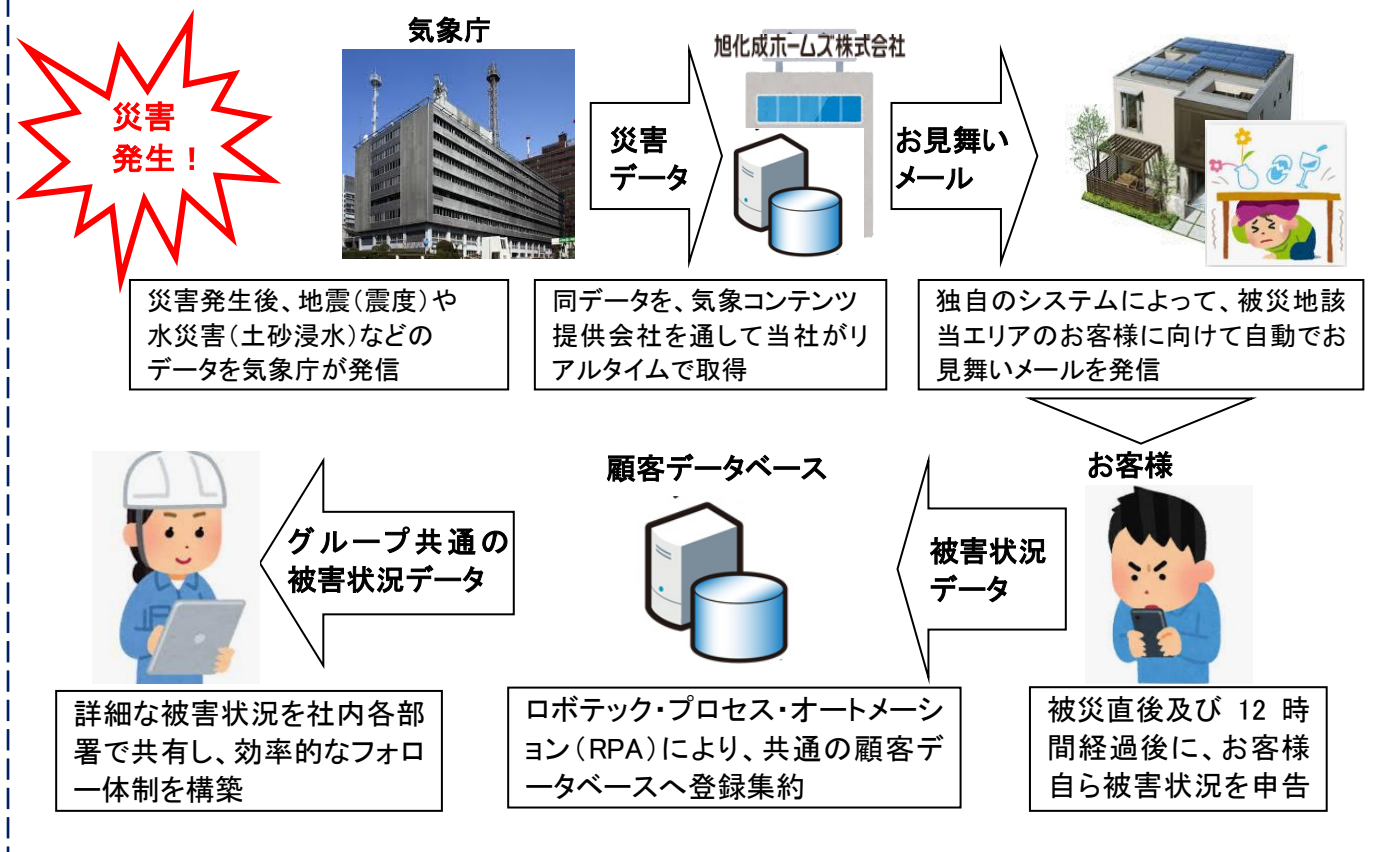 災害
発生！
気象庁
災害
データ
旭化成ホームズ株式会社
お見舞い
メール
災害発生後、地震（震度）や
水災害（土砂浸水）などの
データを気象庁が発信
同データを、気象コンテンツ
提供会社を通して当社がリ
アルタイムで取得
独自のシステムによって、被災地該
当エリアのお客様に向けて自動でお
見舞いメールを発信
お客様
被害状況
データ
顧客データベース
グループ共通の
被害状況データ
被災直後及び 12 時
間経過後に、お客様
自ら被害状況を申告
ロボテック・プロセス・オートメーシ
ョン（RPA）により、共通の顧客デ
ータベースへ登録集約
詳細な被害状況を社内各部
署で共有し、効率的なフォロ
ー体制を構築